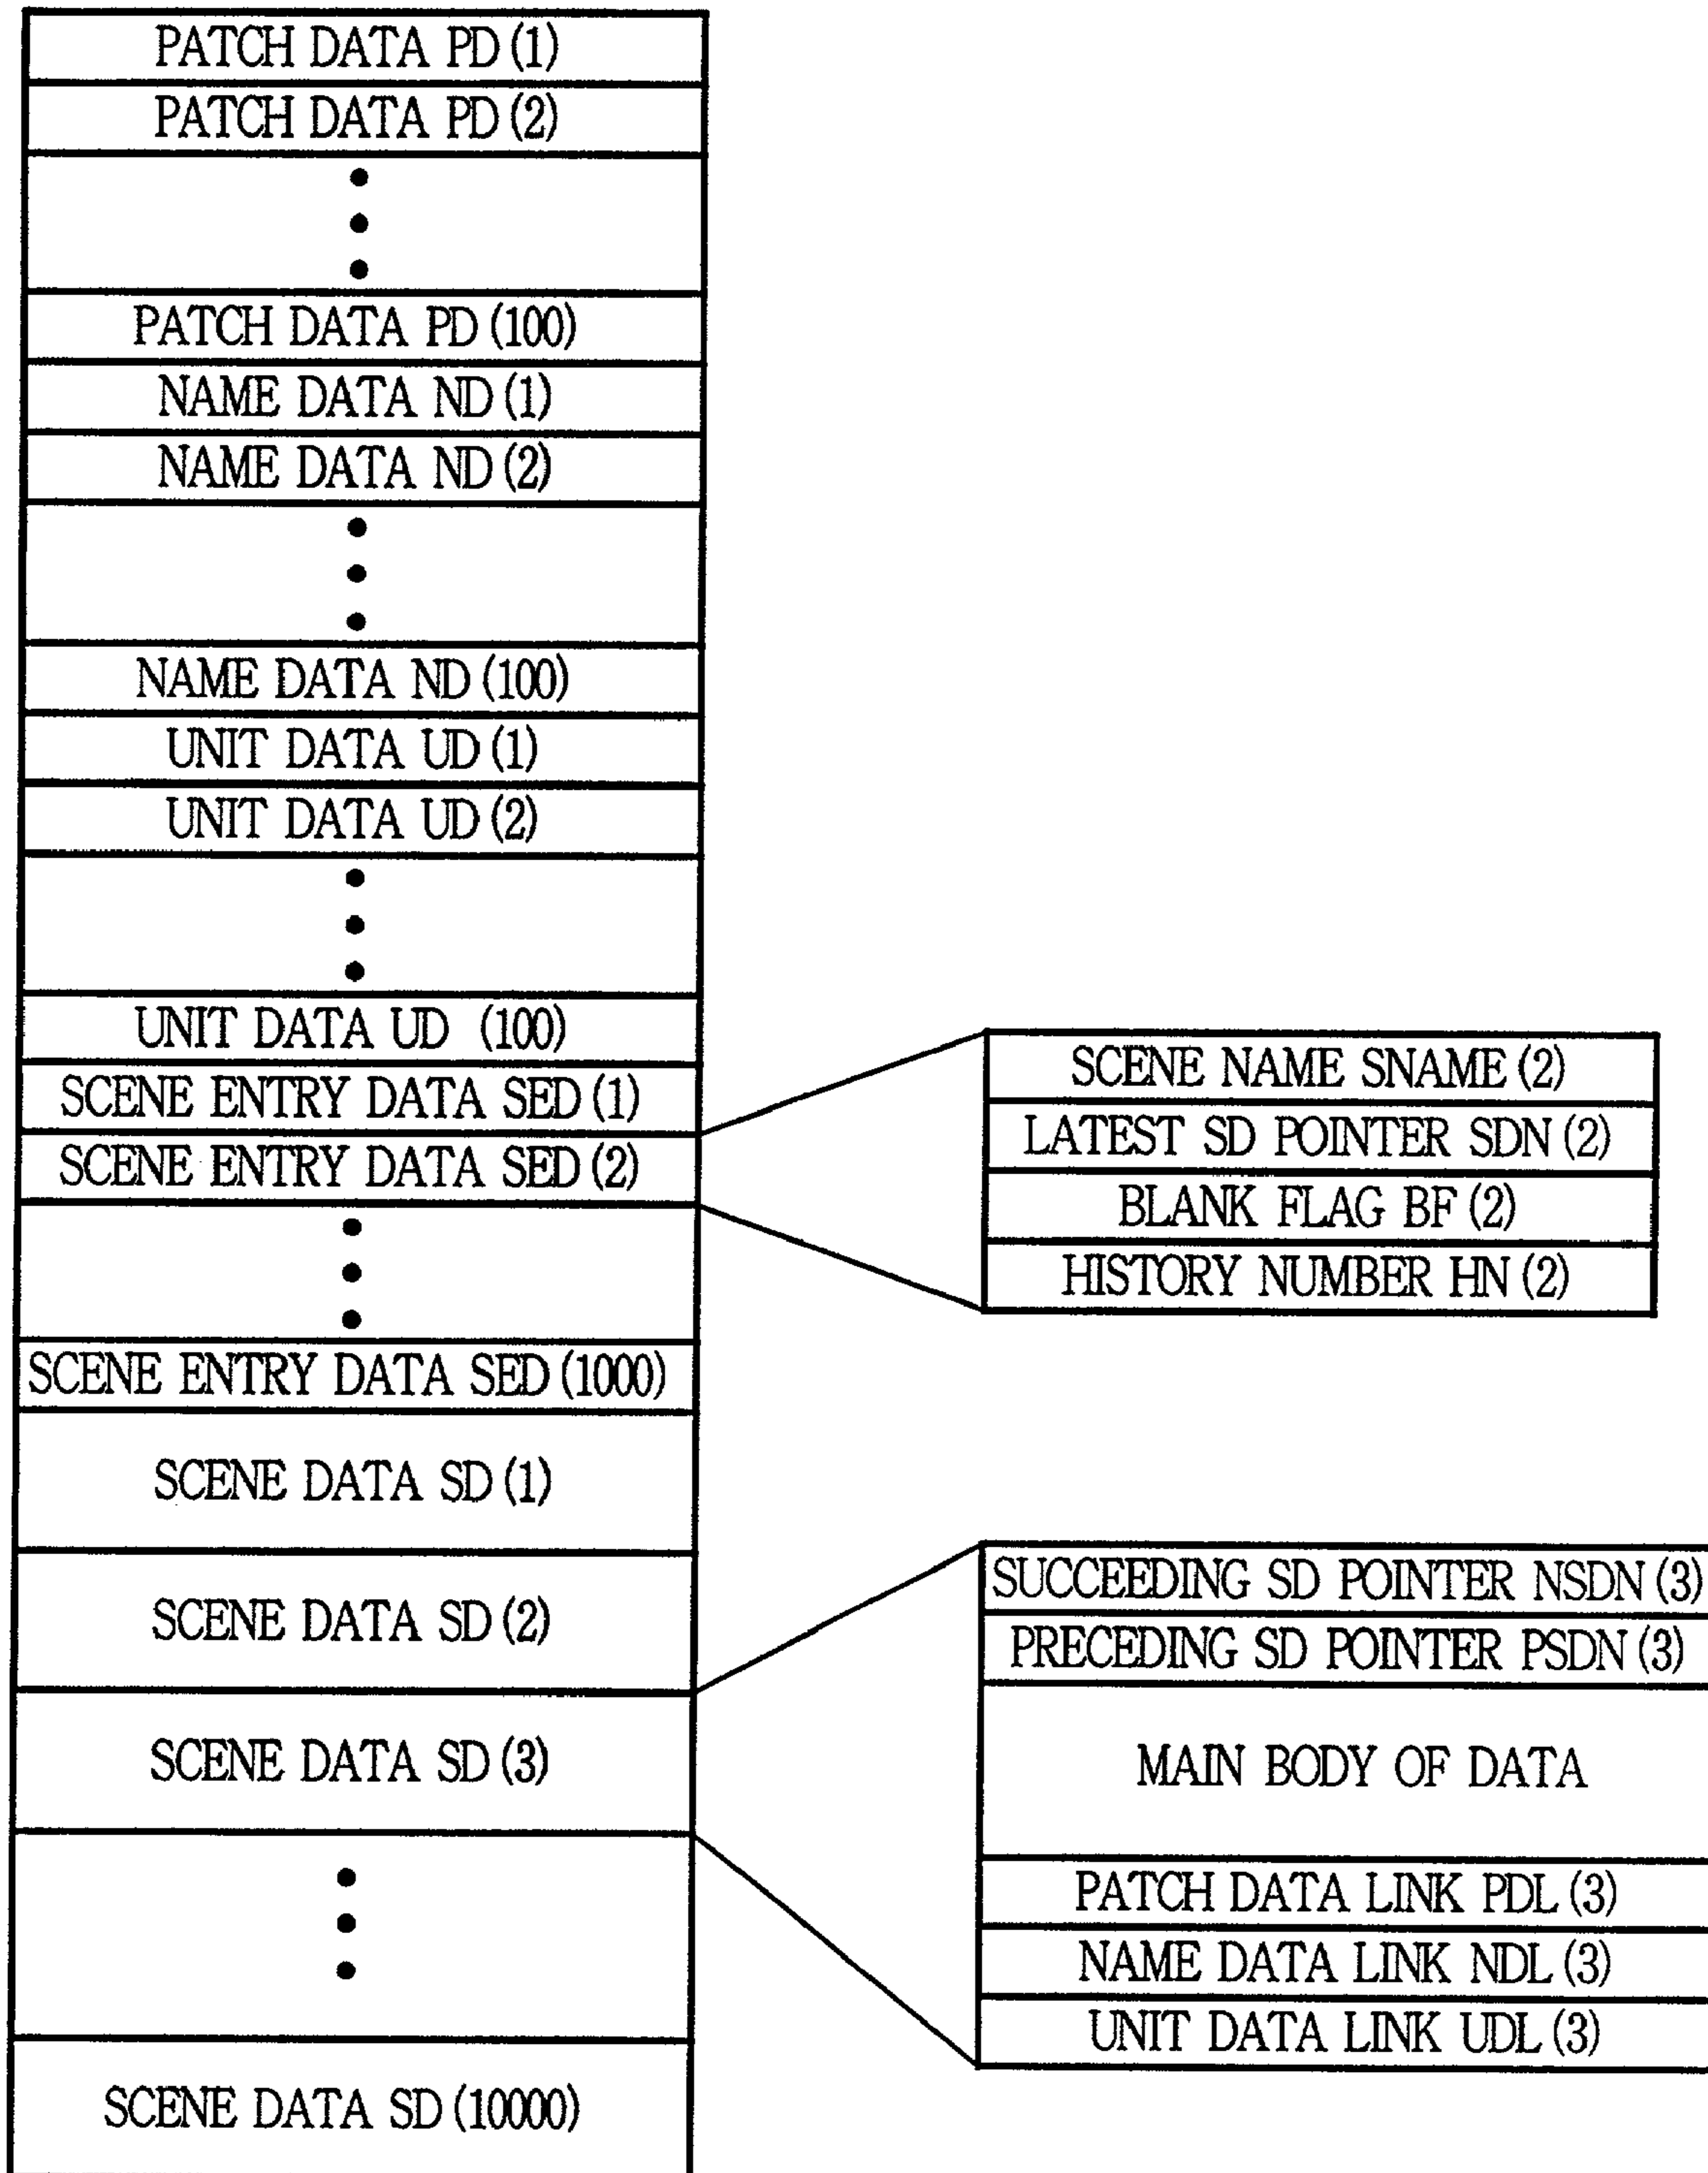 PATCH DATA PD (1)
PATCH DATA PD (2)
PATCH DATA PD (100)
NAME DATA ND (1)
NAME DATA ND (2)
NAME DATA ND (100)
UNIT DATA UD (1)
UNIT DATA UD (2)
UNIT DATA UD (100)
SCENE ENTRY DATA SED (1)
SCENE ENTRY DATA SED (2)
SCENE ENTRY DATA SED (1000)
SCENE DATA SD (1)
SCENE DATA SD (2)
SCENE DATA SD (3)
SCENE DATA SD (10000)
SCENE NAME SNAME (2)
LATEST SD POINTER SDN (2)
BLANK FLAG BF (2)
HISTORY NUMBER HN (2)
SUCCEEDING SD POINTER NSDN (3)
PRECEDING SD POINTER PSDN (3)
MAIN BODY OF DATA
PATCH DATA LINK PDL (3)
NAME DATA LINK NDL (3)
UNIT DATA LINK UDL (3)